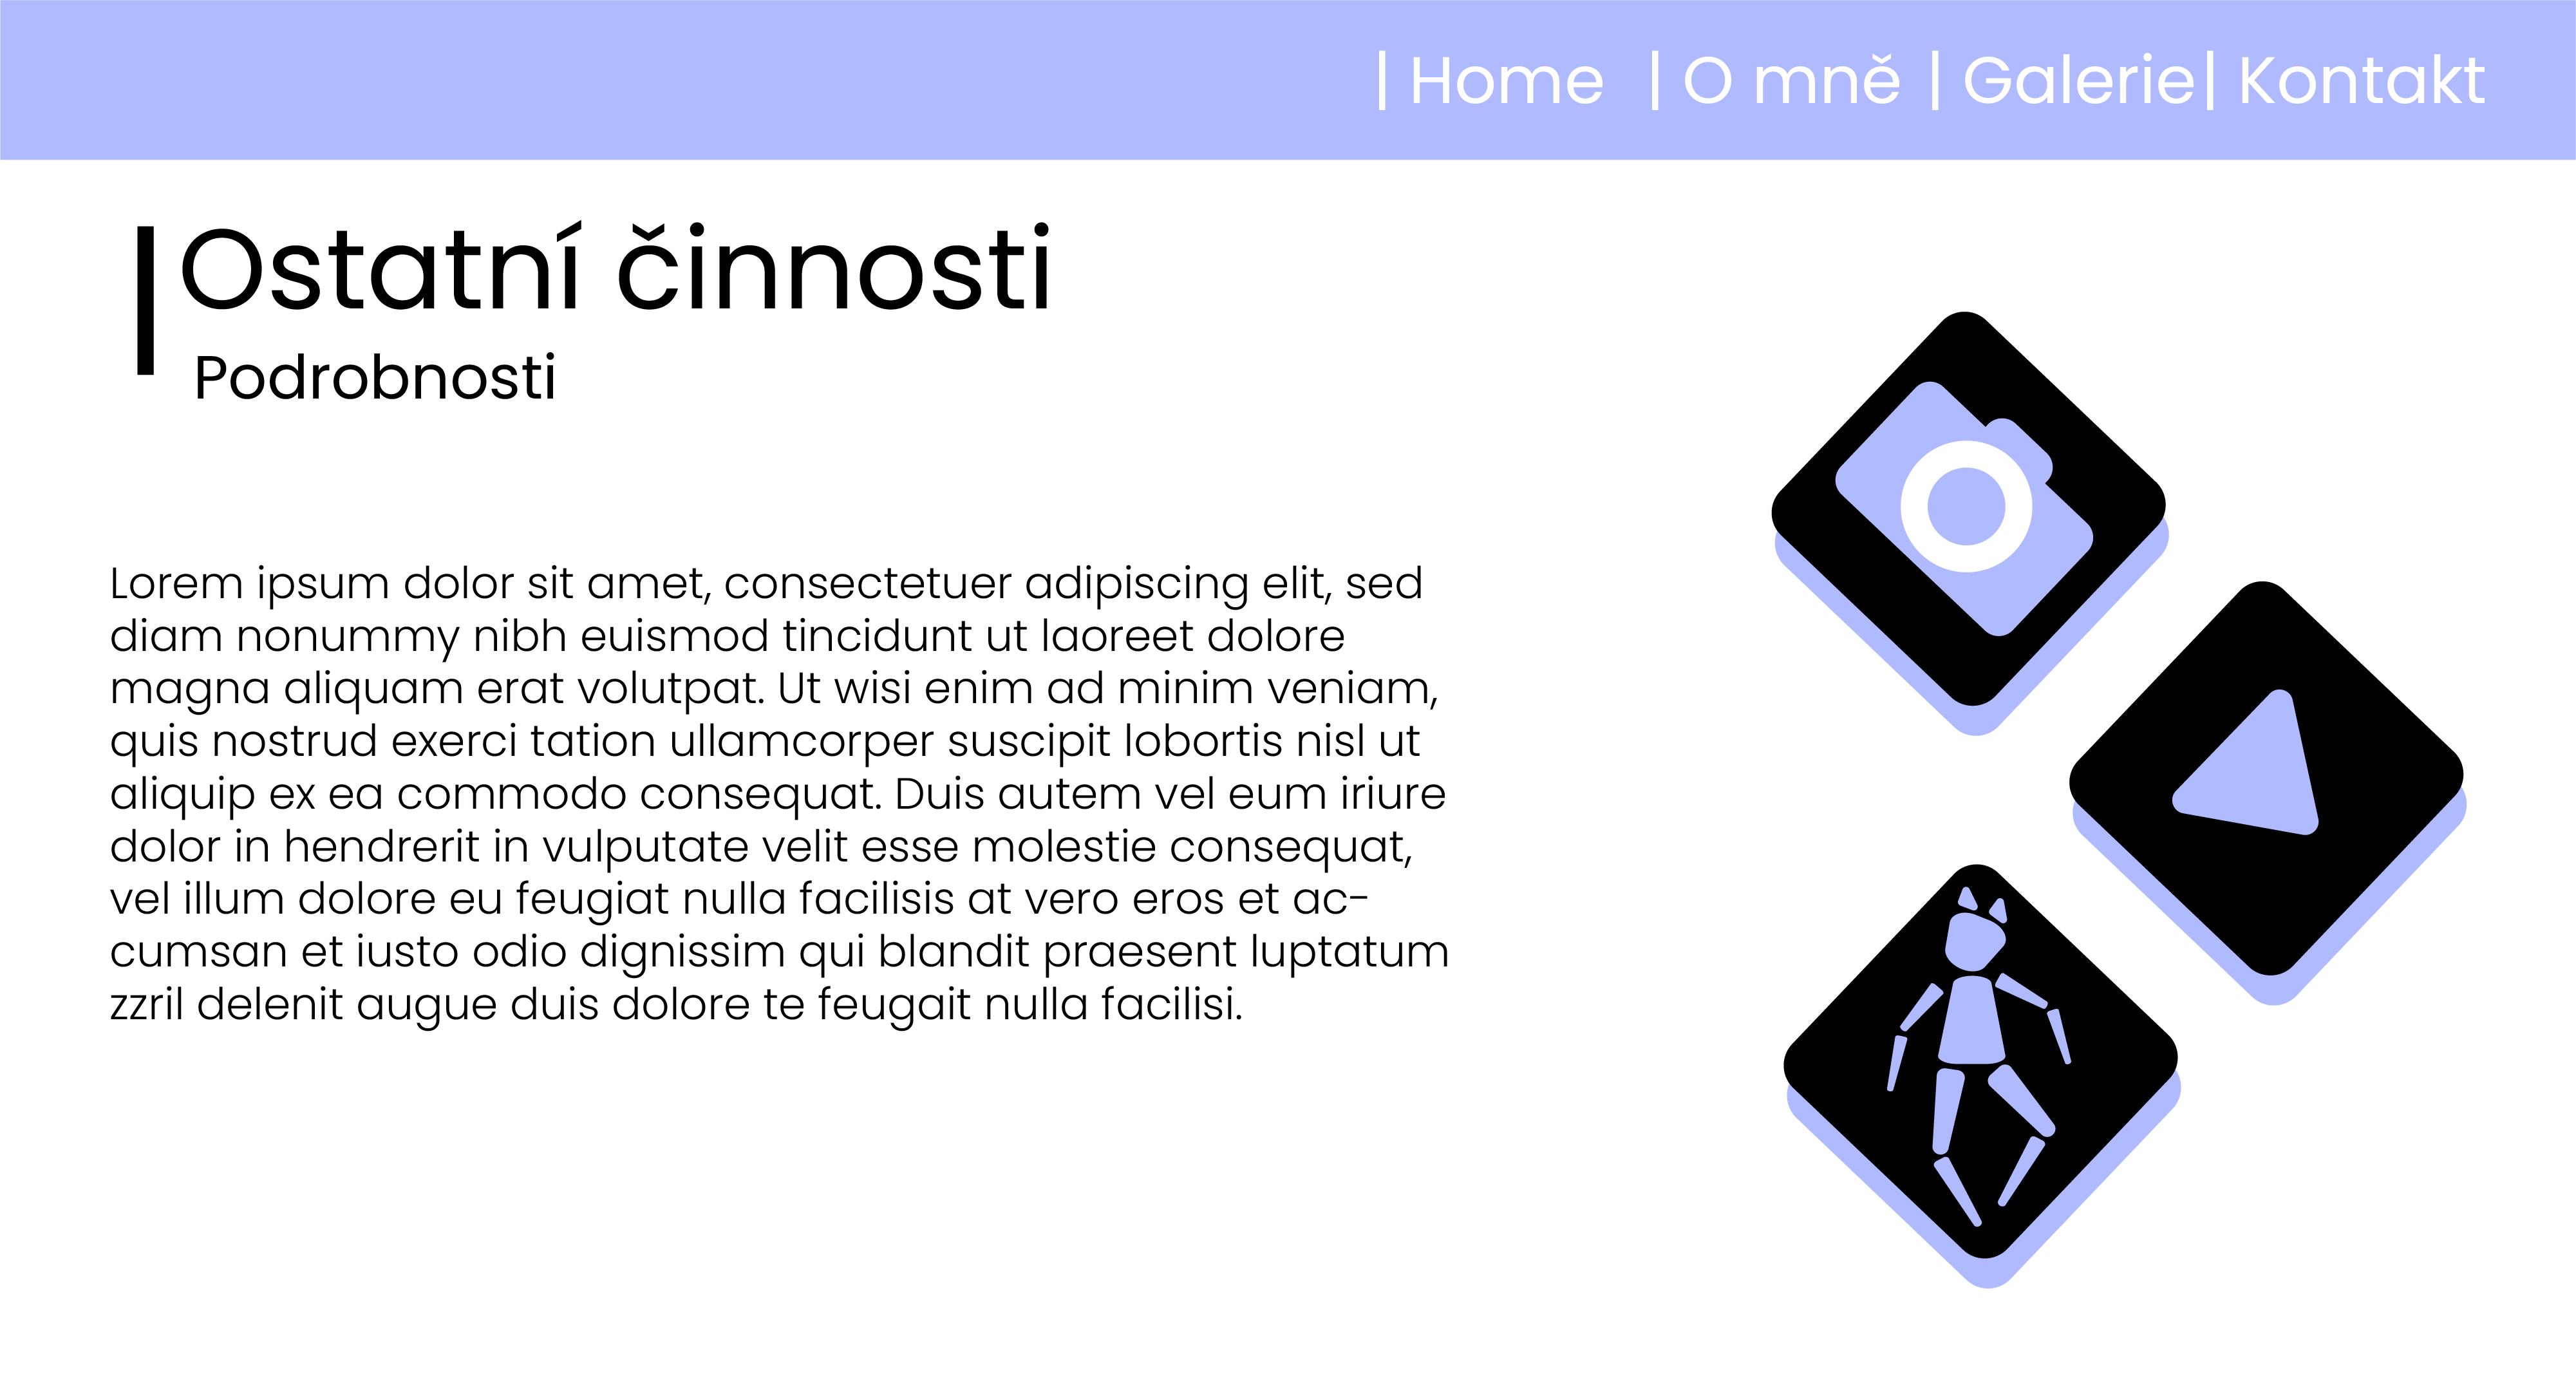 | Home | O mně | Galerie | Kontakt
Ostatní činnosti
Podrobnosti
Lorem ipsum dolor sit amet, consectetuer adipiscing elit, sed
diam nonummy nibh euismod tincidunt ut laoreet dolore
magna aliquam erat volutpat. Ut wisi enim ad minim veniam,
quis nostrud exerci tation ullamcorper suscipit lobortis nisl ut
aliquip ex ea commodo consequat. Duis autem vel eum iriure
dolor in hendrerit in vulputate velit esse molestie consequat,
vel illum dolore eu feugiat nulla facilisis at vero eros et ac-
cumsan et iusto odio dignissim qui blandit praesent luptatum
zzril delenit augue duis dolore te feugait nulla facilisi.